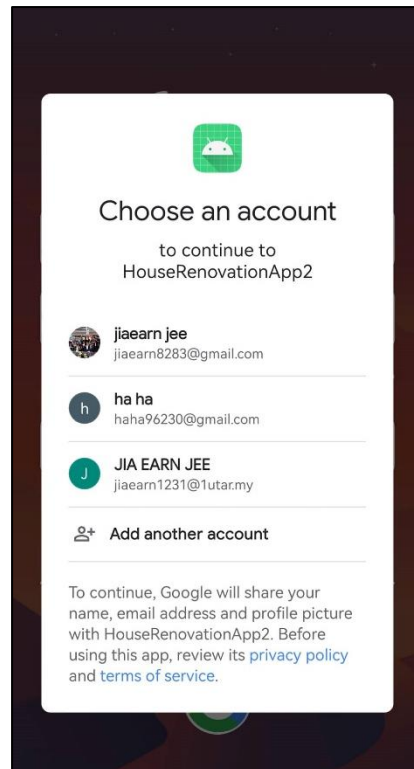 Choose an account
to continue to
HouseRenovationApp2
jiaearn jee
jiaearn8283@gmail.com
h
ha ha
haha96230@gmail.com
J
JIA EARN JEE
jiaearn1231@1utar.my
Add another account
To continue, Google will share your
name, email address and profile picture
with HouseRenovationApp2. Before
using this app, review its privacy policy
and terms of service.